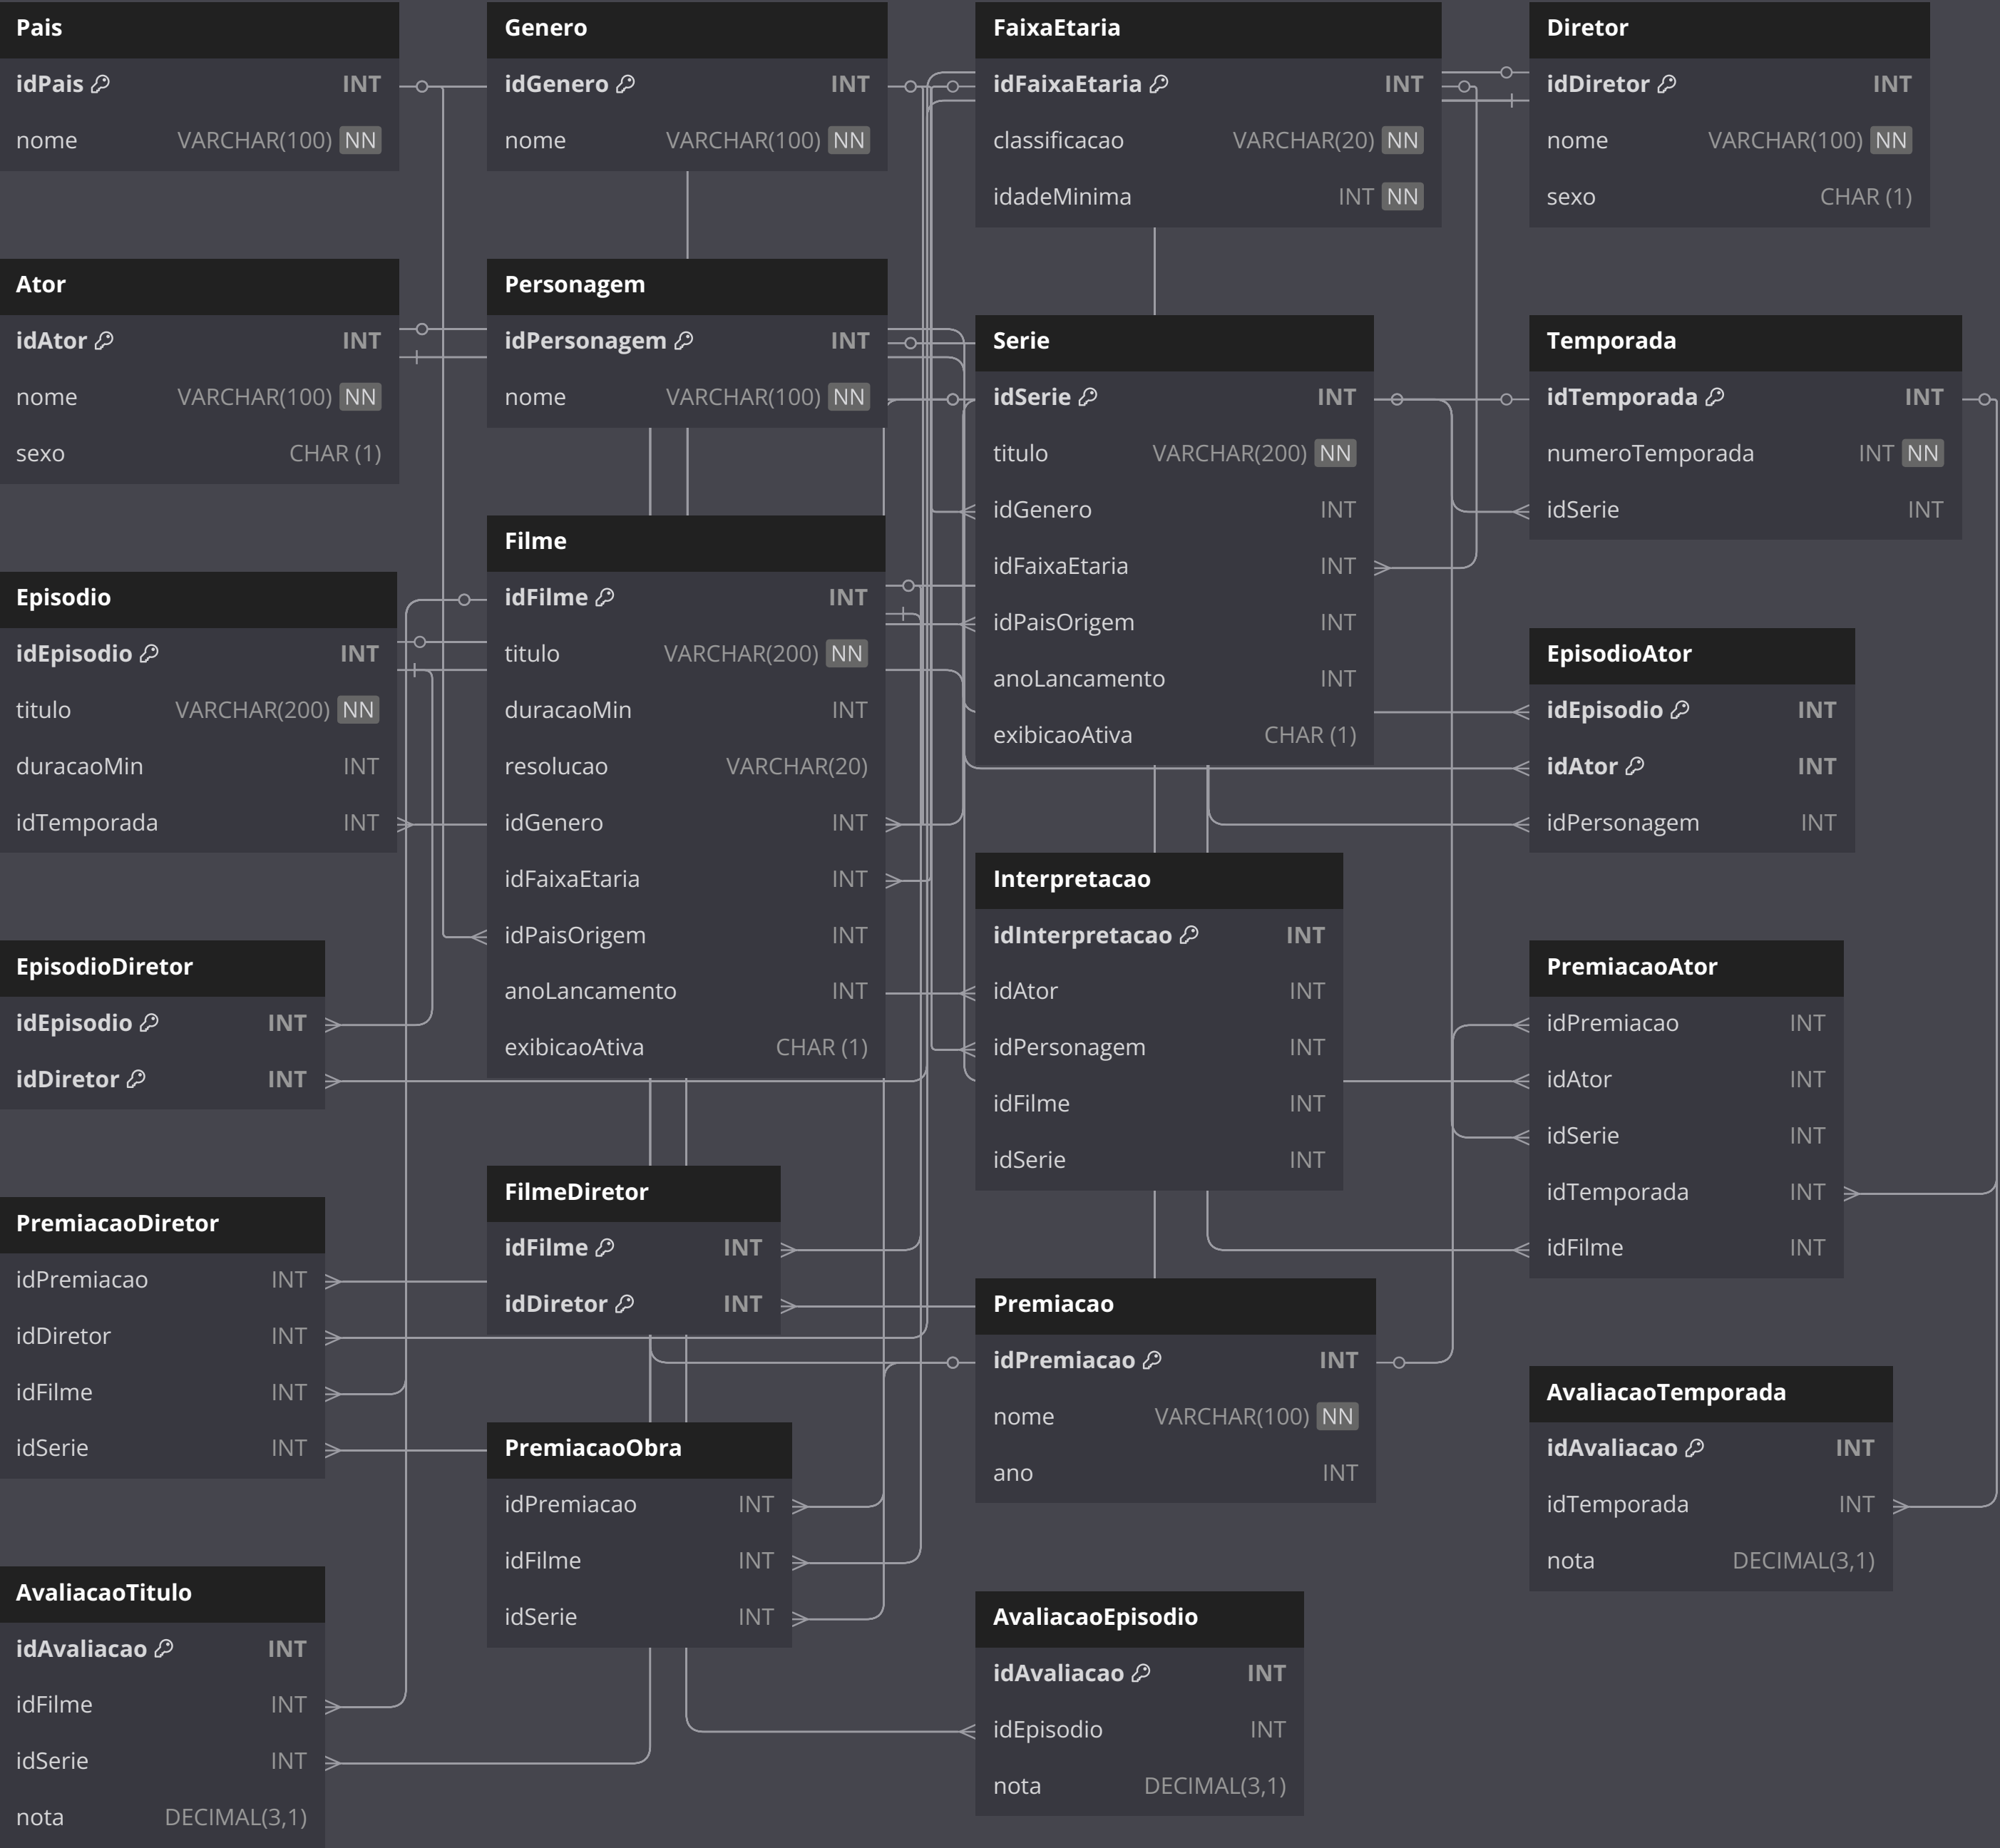 Pais
idPais INT
nome VARCHAR(100) NN
Genero
idGenero INT
nome VARCHAR(100) NN
FaixaEtaria
idFaixaEtaria INT
classificacao VARCHAR(20) NN
idadeMinima INT NN
Diretor
idDiretor INT
nome VARCHAR(100) NN
sexo CHAR (1)
Ator
idAtor INT
nome VARCHAR(100) NN
sexo CHAR (1)
Personagem
idPersonagem INT
nome VARCHAR(100) NN
Serie
idSerie INT
titulo VARCHAR(200) NN
idGenero INT
idFaixaEtaria INT
idPaisOrigem INT
anoLancamento INT
exibicaoAtiva CHAR (1)
Temporada
idTemporada INT
numeroTemporada INT NN
idSerie INT
Episodio
idEpisodio INT
titulo VARCHAR(200) NN
duracaoMin INT
idTemporada INT
Filme
idFilme INT
titulo VARCHAR(200) NN
duracaoMin INT
resolucao VARCHAR(20)
idGenero INT
idFaixaEtaria INT
idPaisOrigem INT
anoLancamento INT
exibicaoAtiva CHAR (1)
EpisodioAtor
idEpisodio INT
idAtor INT
idPersonagem INT
Interpretacao
idInterpretacao INT
idAtor INT
idPersonagem INT
idFilme INT
idSerie INT
EpisodioDiretor
idEpisodio INT
idDiretor INT
PremiacaoAtor
idPremiacao INT
idAtor INT
idSerie INT
idTemporada INT
idFilme INT
FilmeDiretor
idFilme INT
idDiretor INT
PremiacaoDiretor
idPremiacao INT
idDiretor INT
idFilme INT
idSerie INT
Premiacao
idPremiacao INT
nome VARCHAR(100) NN
ano INT
AvaliacaoTemporada
idAvaliacao INT
idTemporada INT
nota DECIMAL(3,1)
PremiacaoObra
idPremiacao INT
idFilme INT
idSerie INT
AvaliacaoTitulo
idAvaliacao INT
idFilme INT
idSerie INT
nota DECIMAL(3,1)
AvaliacaoEpisodio
idAvaliacao INT
idEpisodio INT
nota DECIMAL(3,1)